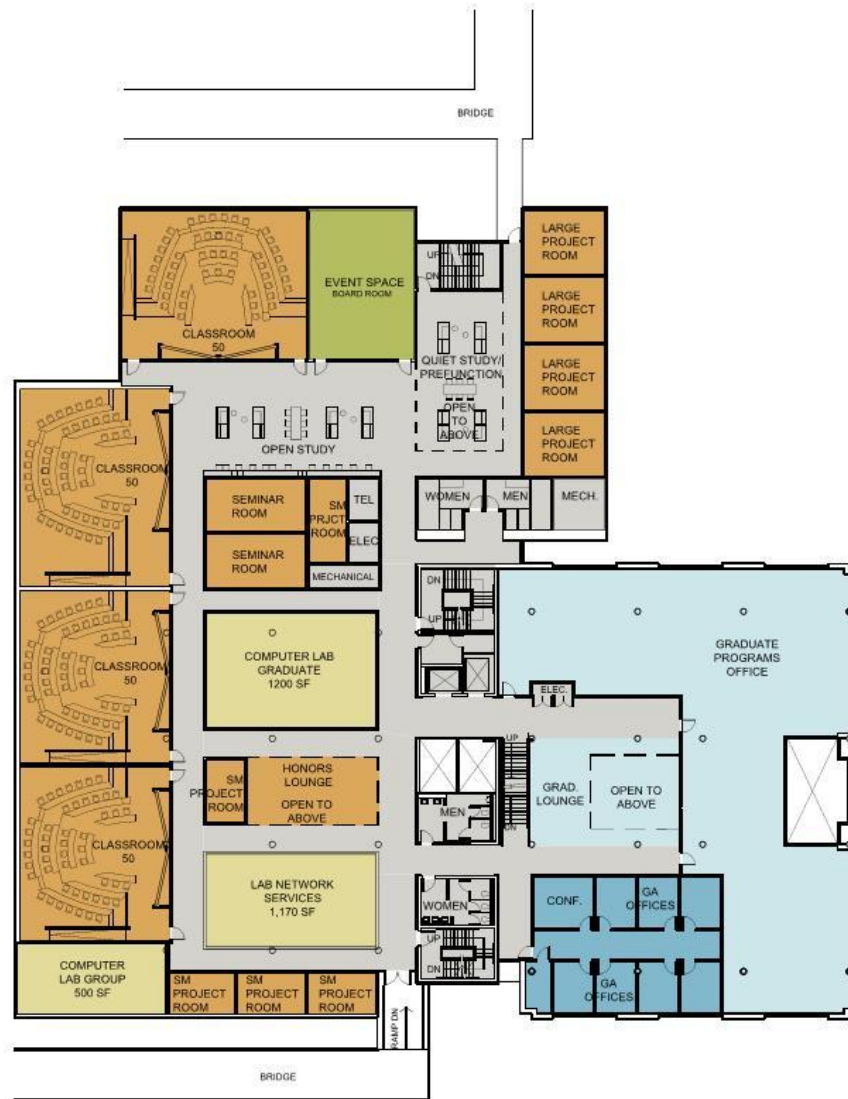 BRIDGE
LARGE
PROJECT
ROOM
UP
DN
EVENT SPACE
BOARD ROOM
LARGE
PROJECT
ROOM
CLASSROOM
50
QUIET STUDY/
PREFUNCTION
LARGE
PROJECT
ROOM
OPEN
TO
ABOVE
LARGE
PROJECT
ROOM
OPEN STUDY
CLASSROOM
50
SEMINAR
ROOM
SM
PRJCT
ROOM
TEL
WOMEN
MEN
MECH.
ELEC
SEMINAR
ROOM
MECHANICAL
DN
UP
COMPUTER LAB
GRADUATE
1200 SF
GRADUATE
PROGRAMS
OFFICE
CLASSROOM
50
ELEC.
UP
HONORS
LOUNGE
OPEN TO
ABOVE
SM
PROJECT
ROOM
GRAD.
LOUNGE
OPEN TO
ABOVE
MEN
DN
CLASSROOM
50
LAB NETWORK
SERVICES
1,170 SF
WOMEN
CONF.
GA
OFFICES
UP
DN
COMPUTER
LAB GROUP
500 SF
SM
PROJECT
ROOM
SM
PROJECT
ROOM
SM
PROJECT
ROOM
GA
OFFICES
RAMP DN
BRIDGE